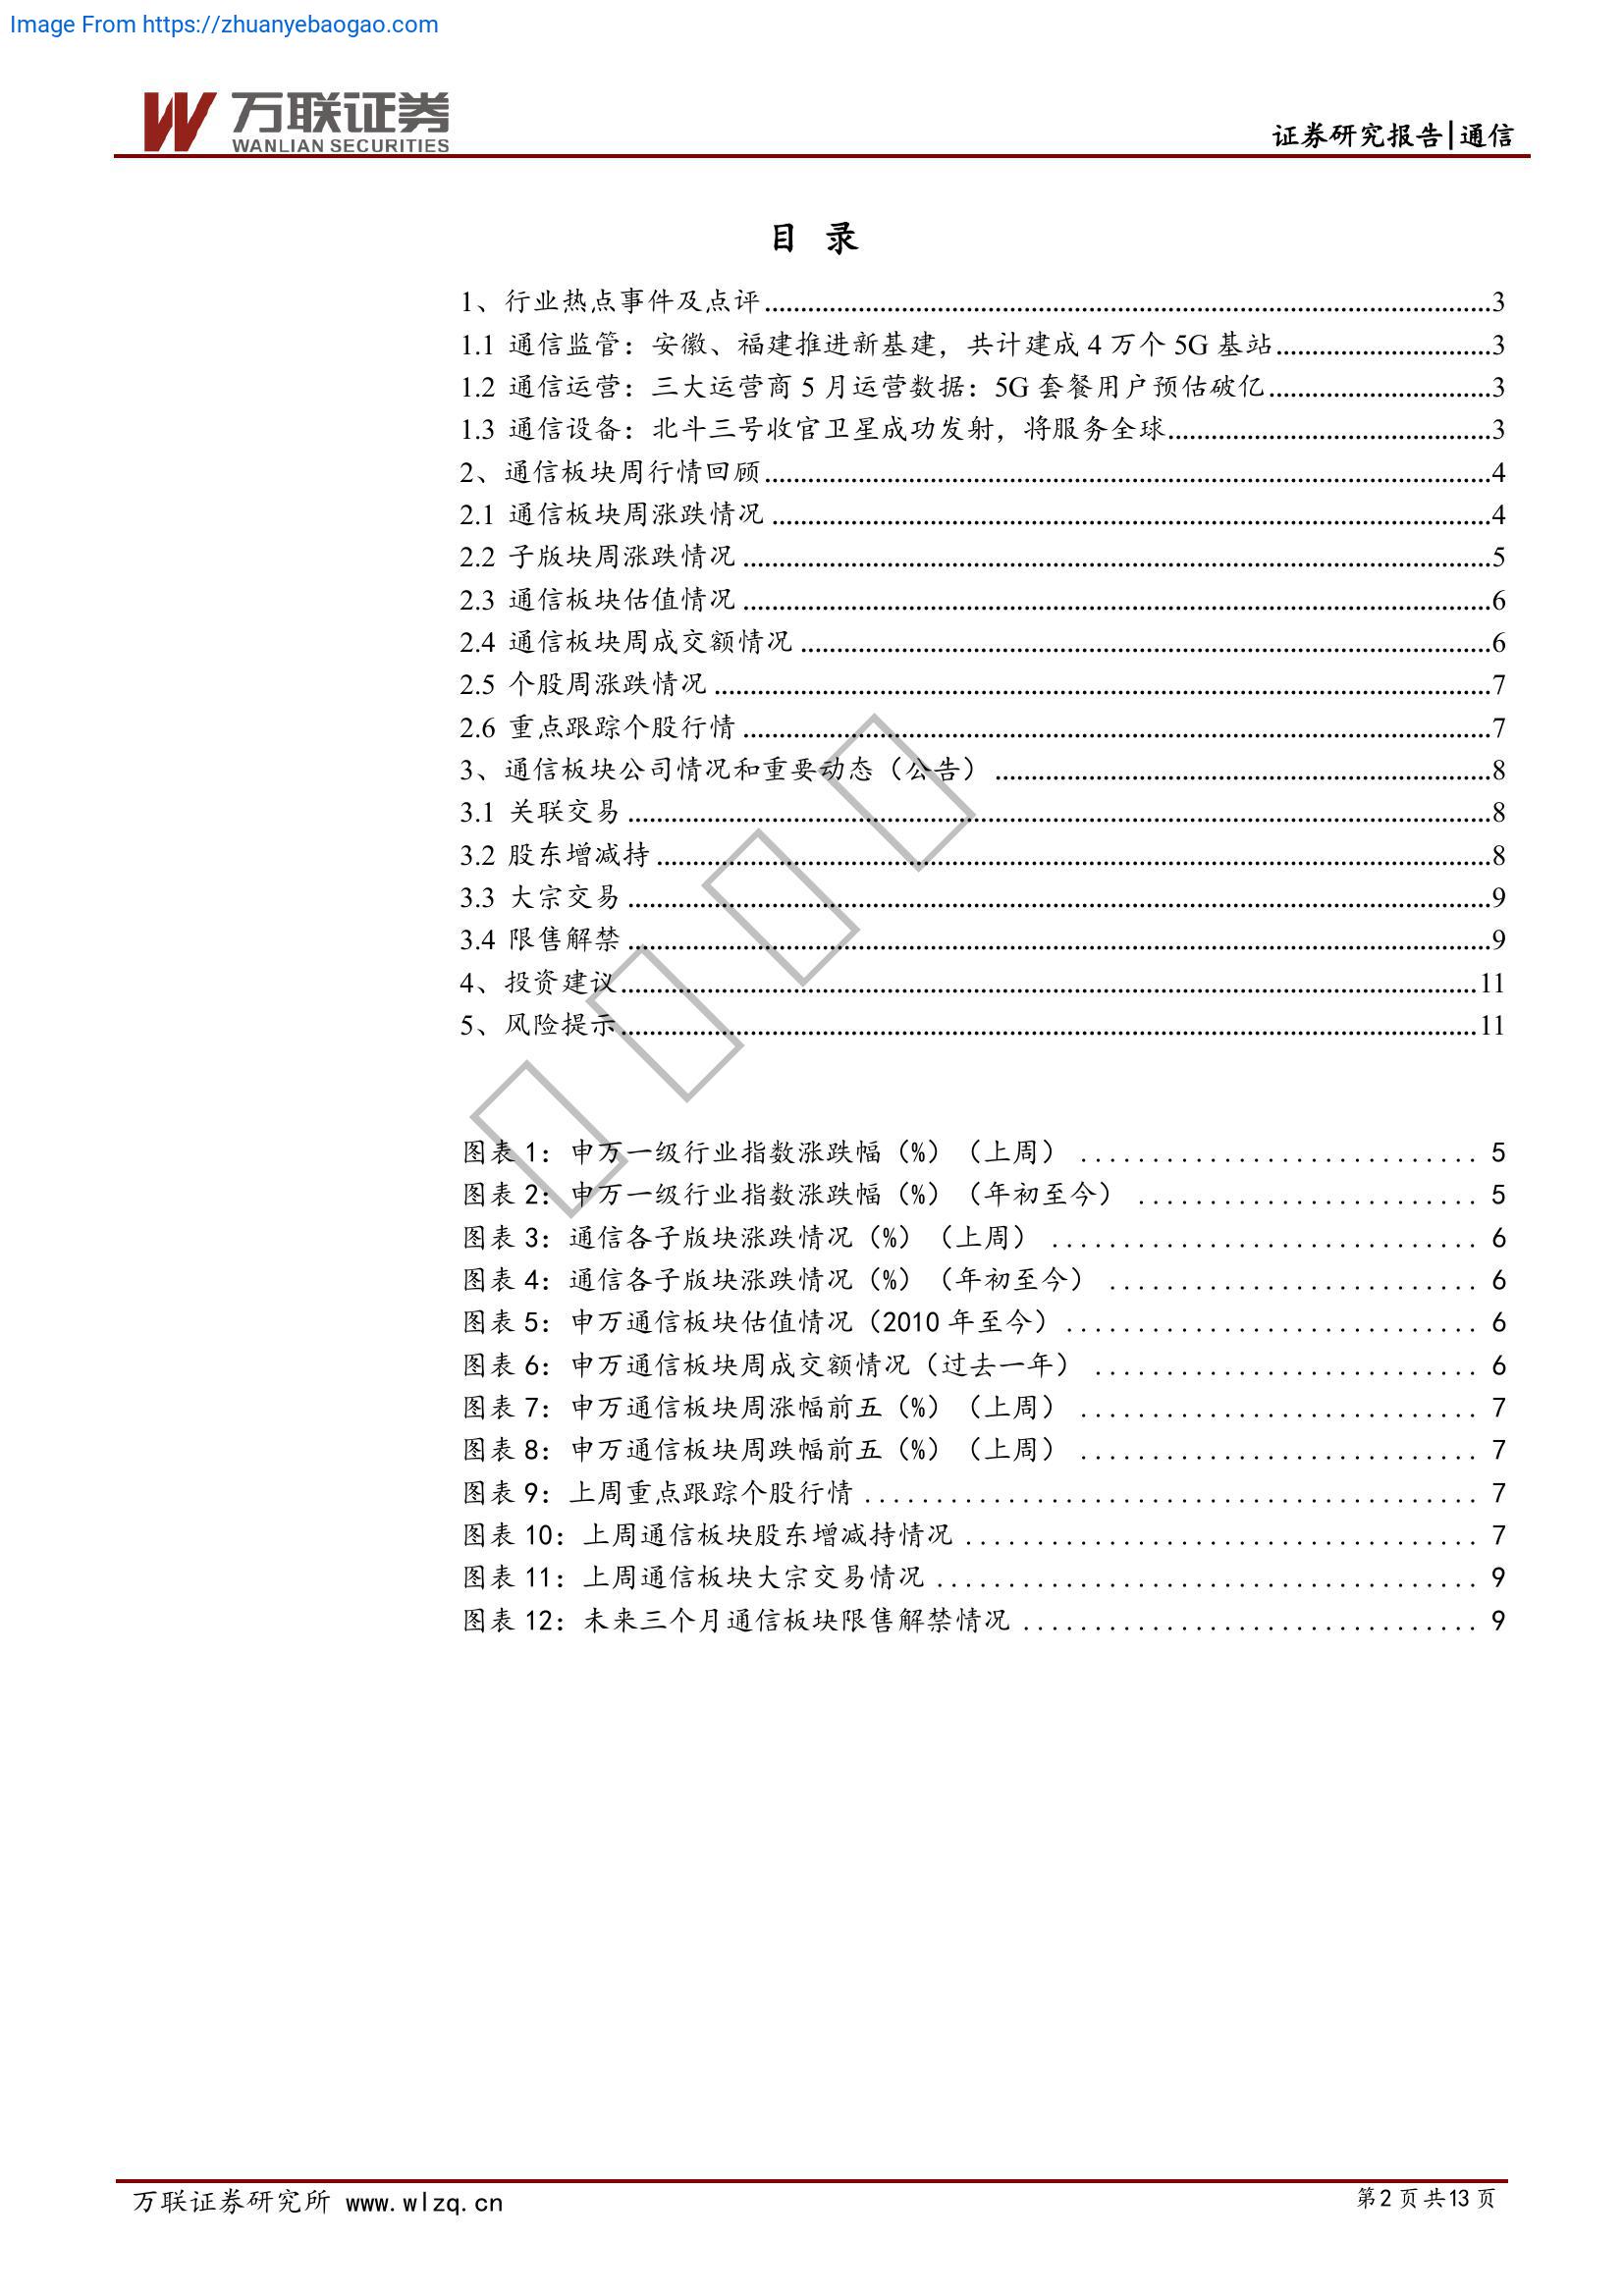 Image From https://zhuanyebaogao.com
万联证券
WANLIAN SECURITIES
证券研究报告|通信
目 录
1、行业热点事件及点评3
1.1 通信监管：安徽、福建推进新基建，共计建成 4 万个 5G 基站3
1.2 通信运营：三大运营商 5 月运营数据：5G 套餐用户预估破亿3
1.3 通信设备：北斗三号收官卫星成功发射，将服务全球3
2、通信板块周行情回顾4
2.1 通信板块周涨跌情况4
2.2 子版块周涨跌情况5
2.3 通信板块估值情况6
2.4 通信板块周成交额情况6
2.5 个股周涨跌情况7
2.6 重点跟踪个股行情7
3、通信板块公司情况和重要动态（公告）8
3.1 关联交易8
3.2 股东增减持8
3.3 大宗交易9
3.4 限售解禁9
4、投资建议11
5、风险提示11
图表 1：申万一级行业指数涨跌幅（%）（上周）5
图表 2：申万一级行业指数涨跌幅（%）（年初至今）5
图表 3：通信各子版块涨跌情况（%）（上周）6
图表 4：通信各子版块涨跌情况（%）（年初至今）6
图表 5：申万通信板块估值情况（2010 年至今）6
图表 6：申万通信板块周成交额情况（过去一年）6
图表 7：申万通信板块周涨幅前五（%）（上周）7
图表 8：申万通信板块周跌幅前五（%）（上周）7
图表 9：上周重点跟踪个股行情7
图表 10：上周通信板块股东增减持情况7
图表 11：上周通信板块大宗交易情况9
图表 12：未来三个月通信板块限售解禁情况9
万联证券研究所 www.wlzq.cn
第 2 页 共 13 页